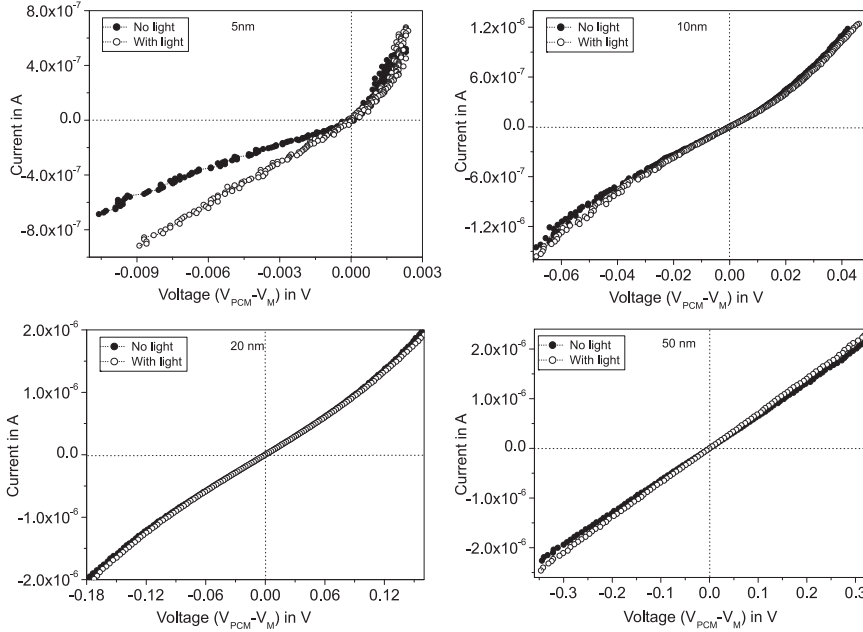 8.0x10⁻⁷
No light
With light
5nm
4.0x10⁻⁷
0.0
-4.0x10⁻⁷
-8.0x10⁻⁷
Current in A
-0.009 -0.006 -0.003 0.000 0.003
Voltage (V_PCM-V_M) in V
1.2x10⁻⁶
No light
With light
10nm
6.0x10⁻⁷
0.0
-6.0x10⁻⁷
-1.2x10⁻⁶
Current in A
-0.06 -0.04 -0.02 0.00 0.02 0.04
Voltage (V_PCM-V_M) in V
2.0x10⁻⁶
No light
With light
20 nm
1.0x10⁻⁶
0.0
-1.0x10⁻⁶
-2.0x10⁻⁶
Current in A
-0.18 -0.12 -0.06 0.00 0.06 0.12
Voltage (V_PCM-V_M) in V
2.0x10⁻⁶
No light
With light
50 nm
1.0x10⁻⁶
0.0
-1.0x10⁻⁶
-2.0x10⁻⁶
Current in A
-0.3 -0.2 -0.1 0.0 0.1 0.2 0.3
Voltage (V_PCM-V_M) in V